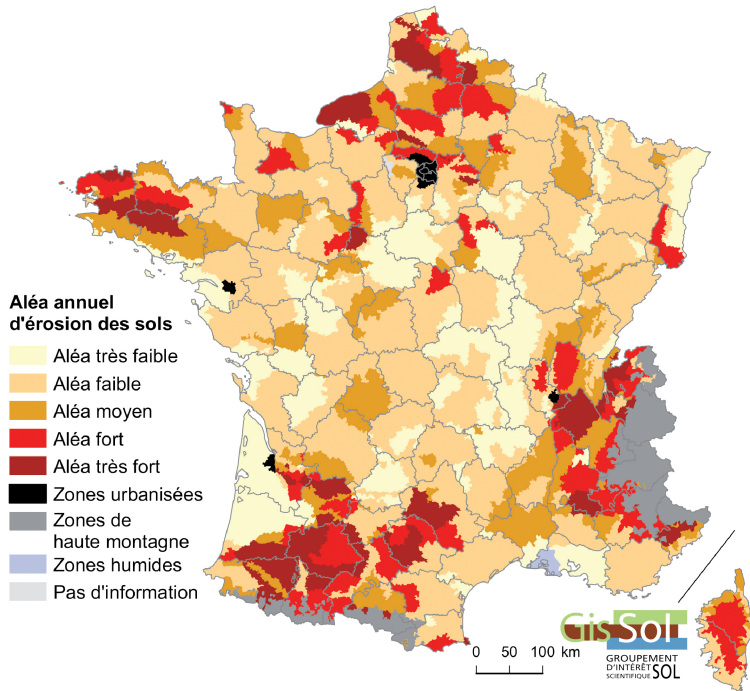 Aléa annuel
d'érosion des sols
Aléa très faible
Aléa faible
Aléa moyen
Aléa fort
Aléa très fort
Zones urbanisées
Zones de
haute montagne
Zones humides
Pas d'information
0 50 100 km
Gis Sol
GROUPEMENT
D'INTÉRÊT
SCIENTIFIQUE SOL